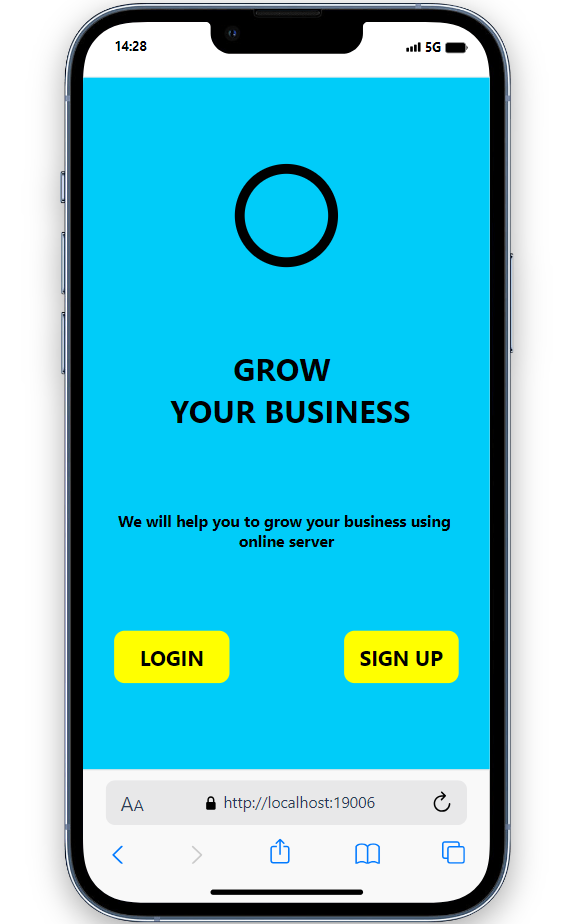 14:28
5G
GROW
YOUR BUSINESS
We will help you to grow your business using
online server
LOGIN
SIGN UP
AA
http://localhost:19006